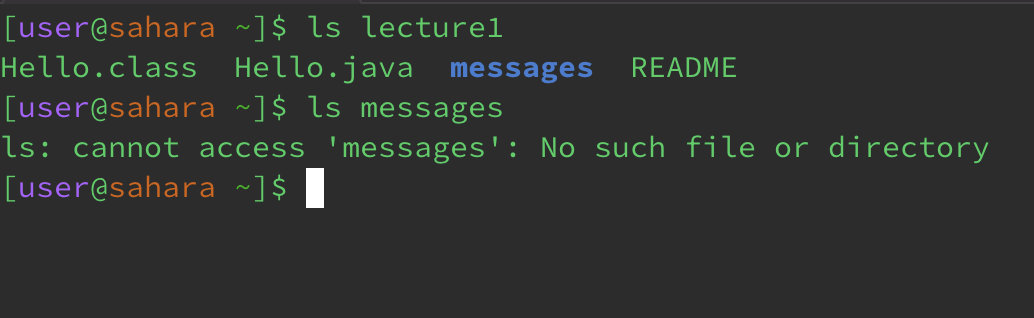 [user@sahara ~]$ ls lecture1
Hello.class  Hello.java  messages  README
[user@sahara ~]$ ls messages
ls: cannot access 'messages': No such file or directory
[user@sahara ~]$